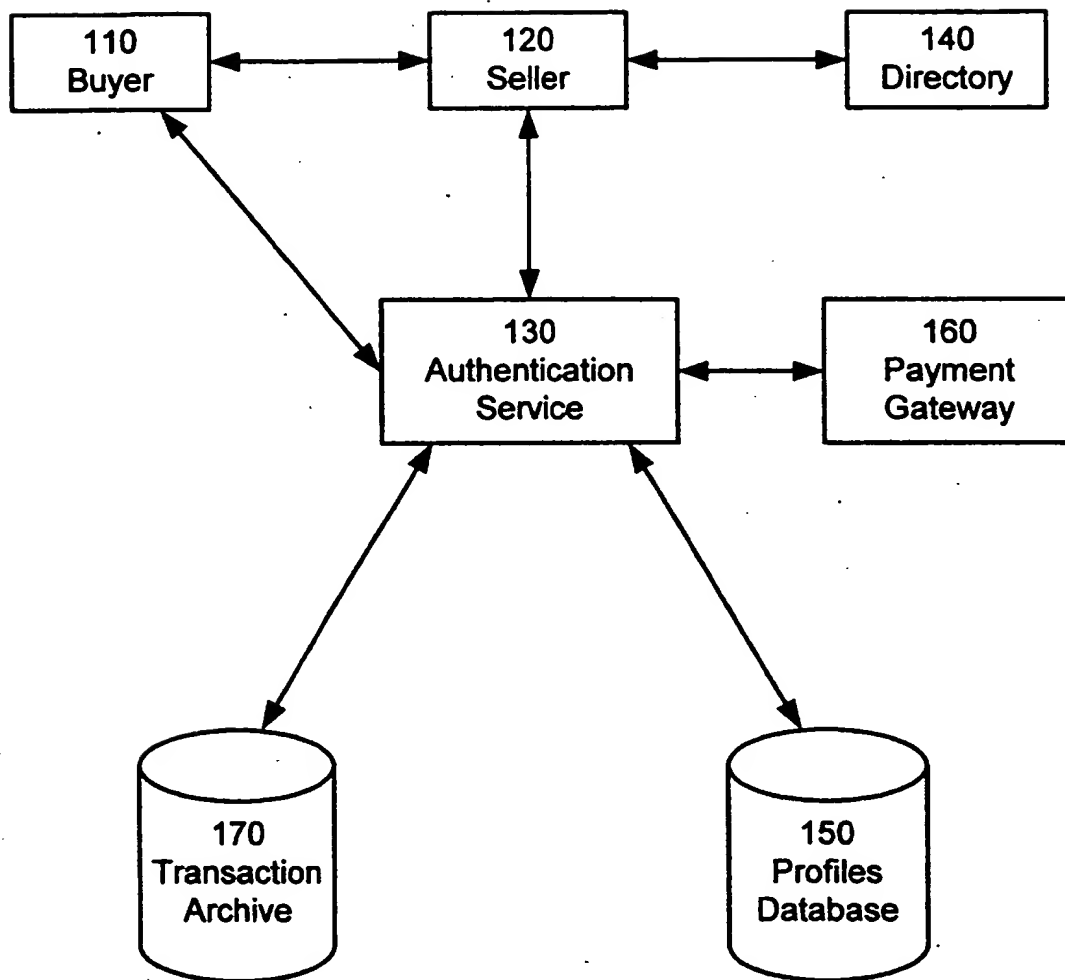 110
Buyer
120
Seller
140
Directory
130
Authentication
Service
160
Payment
Gateway
170
Transaction
Archive
150
Profiles
Database